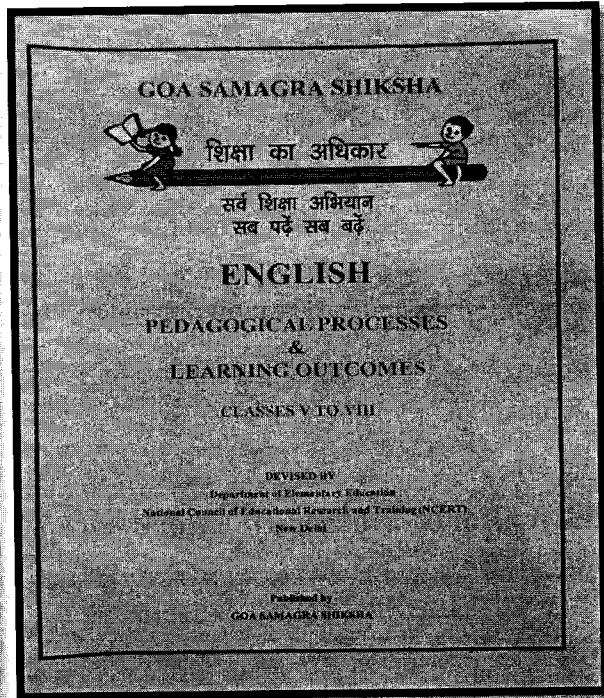 GOA SAMAGRA SHIKSHA
शिक्षा का अधिकार
सर्व शिक्षा अभियान
सब पढ़ें सब बढ़ें
ENGLISH
PEDAGOGICAL PROCESSES
&
LEARNING OUTCOMES
CLASSES V TO VIII
DEVISED BY
Department of Elementary Education
National Council of Educational Research and Training (NCERT)
New Delhi
Published by
GOA SAMAGRA SHIKSHA